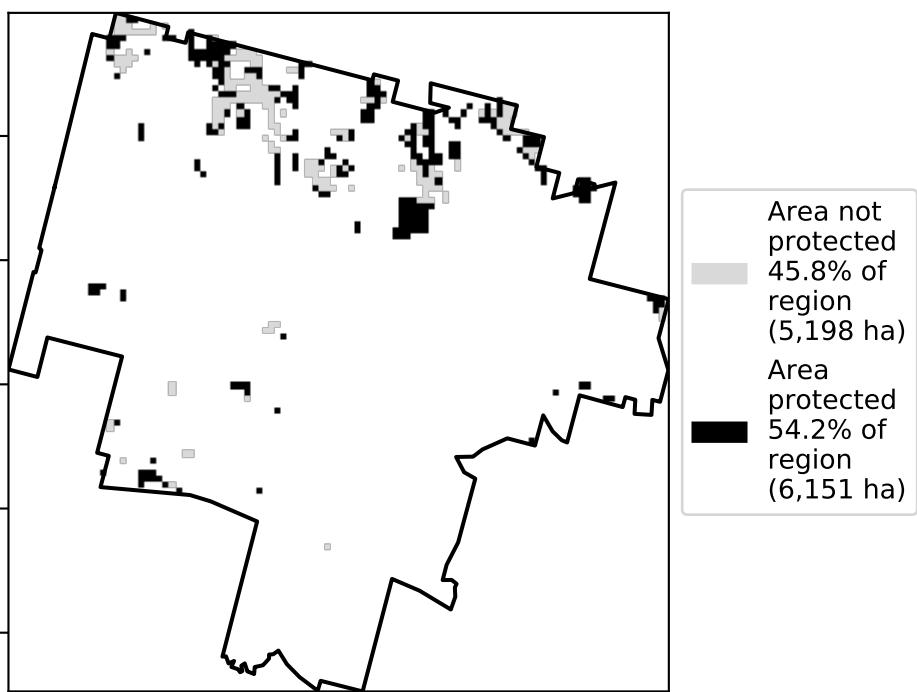 Area not
protected
45.8% of
region
(5,198 ha)
Area
protected
54.2% of
region
(6,151 ha)